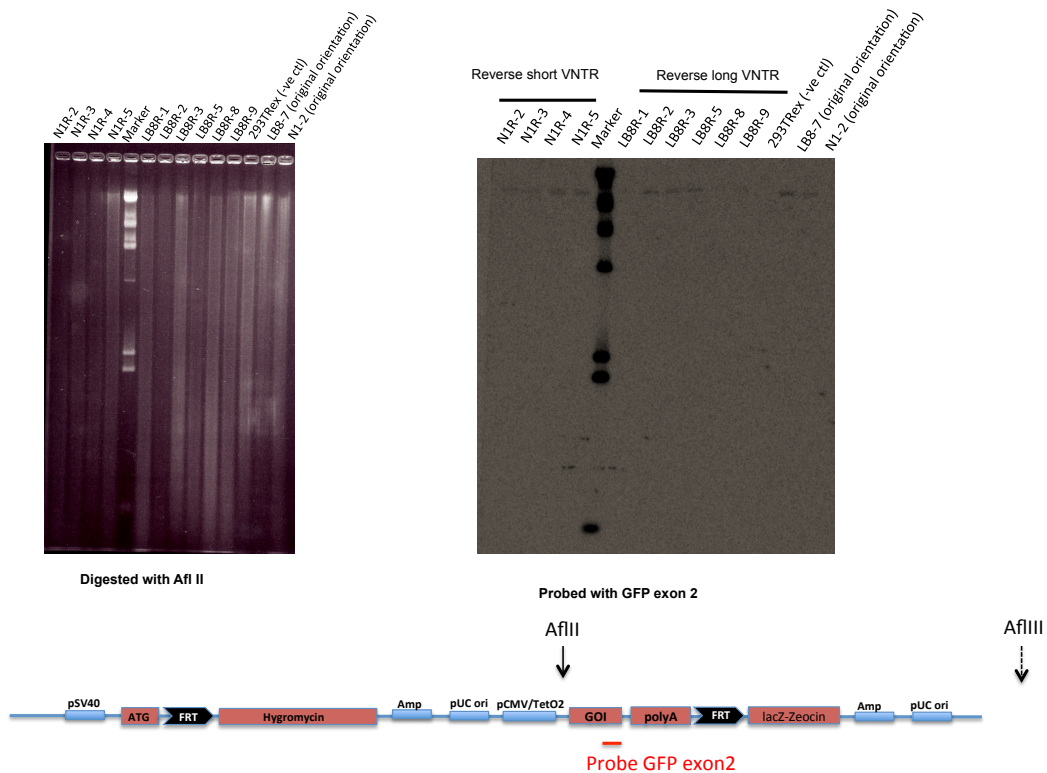 N1R-2
N1R-3
N1R-4
N1R-5
Marker
LB8R-1
LB8R-2
LB8R-3
LB8R-5
LB8R-8
LB8R-9
293TRex (-ve ctl)
LB8-7 (original orientation)
N1-2 (original orientation)
Reverse short VNTR
Reverse long VNTR
N1R-2
N1R-3
N1R-4
N1R-5
Marker
LB8R-1
LB8R-2
LB8R-3
LB8R-5
LB8R-8
LB8R-9
293TRex (-ve ctl)
LB8-7 (original orientation)
N1-2 (original orientation)
Digested with Afl II
Probed with GFP exon 2
AflII
AflIII
pSV40
ATG
FRT
Hygromycin
Amp
pUC ori
pCMV/TetO2
GOI
polyA
FRT
lacZ-Zeocin
Amp
pUC ori
Probe GFP exon2